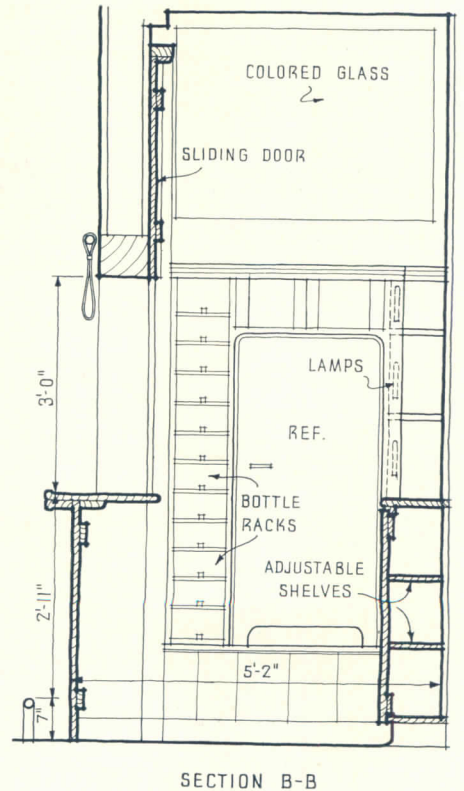 COLORED GLASS
SLIDING DOOR
3'-0"
LAMPS
REF.
BOTTLE
RACKS
ADJUSTABLE
SHELVES
2'-11"
5'-2"
7"
SECTION B-B